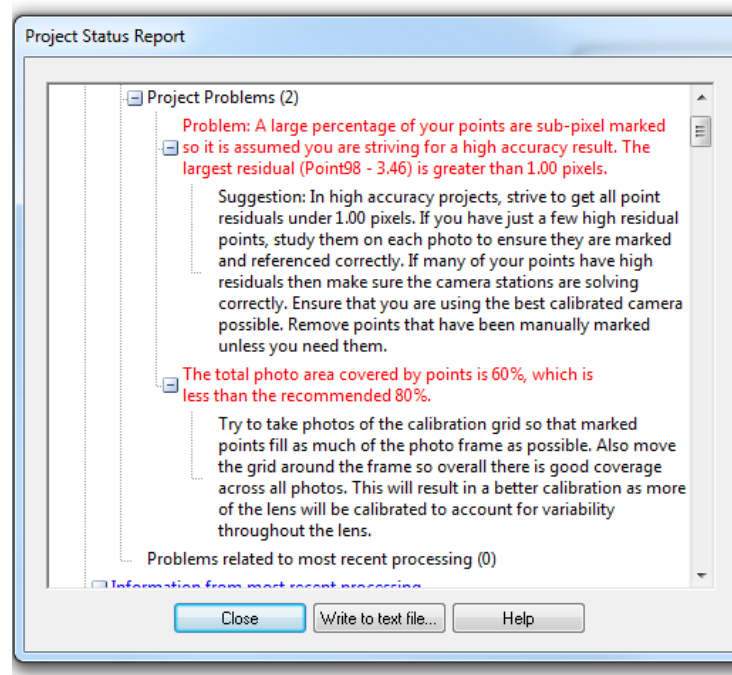 Project Status Report
Project Problems (2)
Problem: A large percentage of your points are sub-pixel marked
so it is assumed you are striving for a high accuracy result. The
largest residual (Point98 - 3.46) is greater than 1.00 pixels.
Suggestion: In high accuracy projects, strive to get all point
residuals under 1.00 pixels. If you have just a few high residual
points, study them on each photo to ensure they are marked
and referenced correctly. If many of your points have high
residuals then make sure the camera stations are solving
correctly. Ensure that you are using the best calibrated camera
possible. Remove points that have been manually marked
unless you need them.
The total photo area covered by points is 60%, which is
less than the recommended 80%.
Try to take photos of the calibration grid so that marked
points fill as much of the photo frame as possible. Also move
the grid around the frame so overall there is good coverage
across all photos. This will result in a better calibration as more
of the lens will be calibrated to account for variability
throughout the lens.
Problems related to most recent processing (0)
Information from most recent processing
Close
Write to text file...
Help